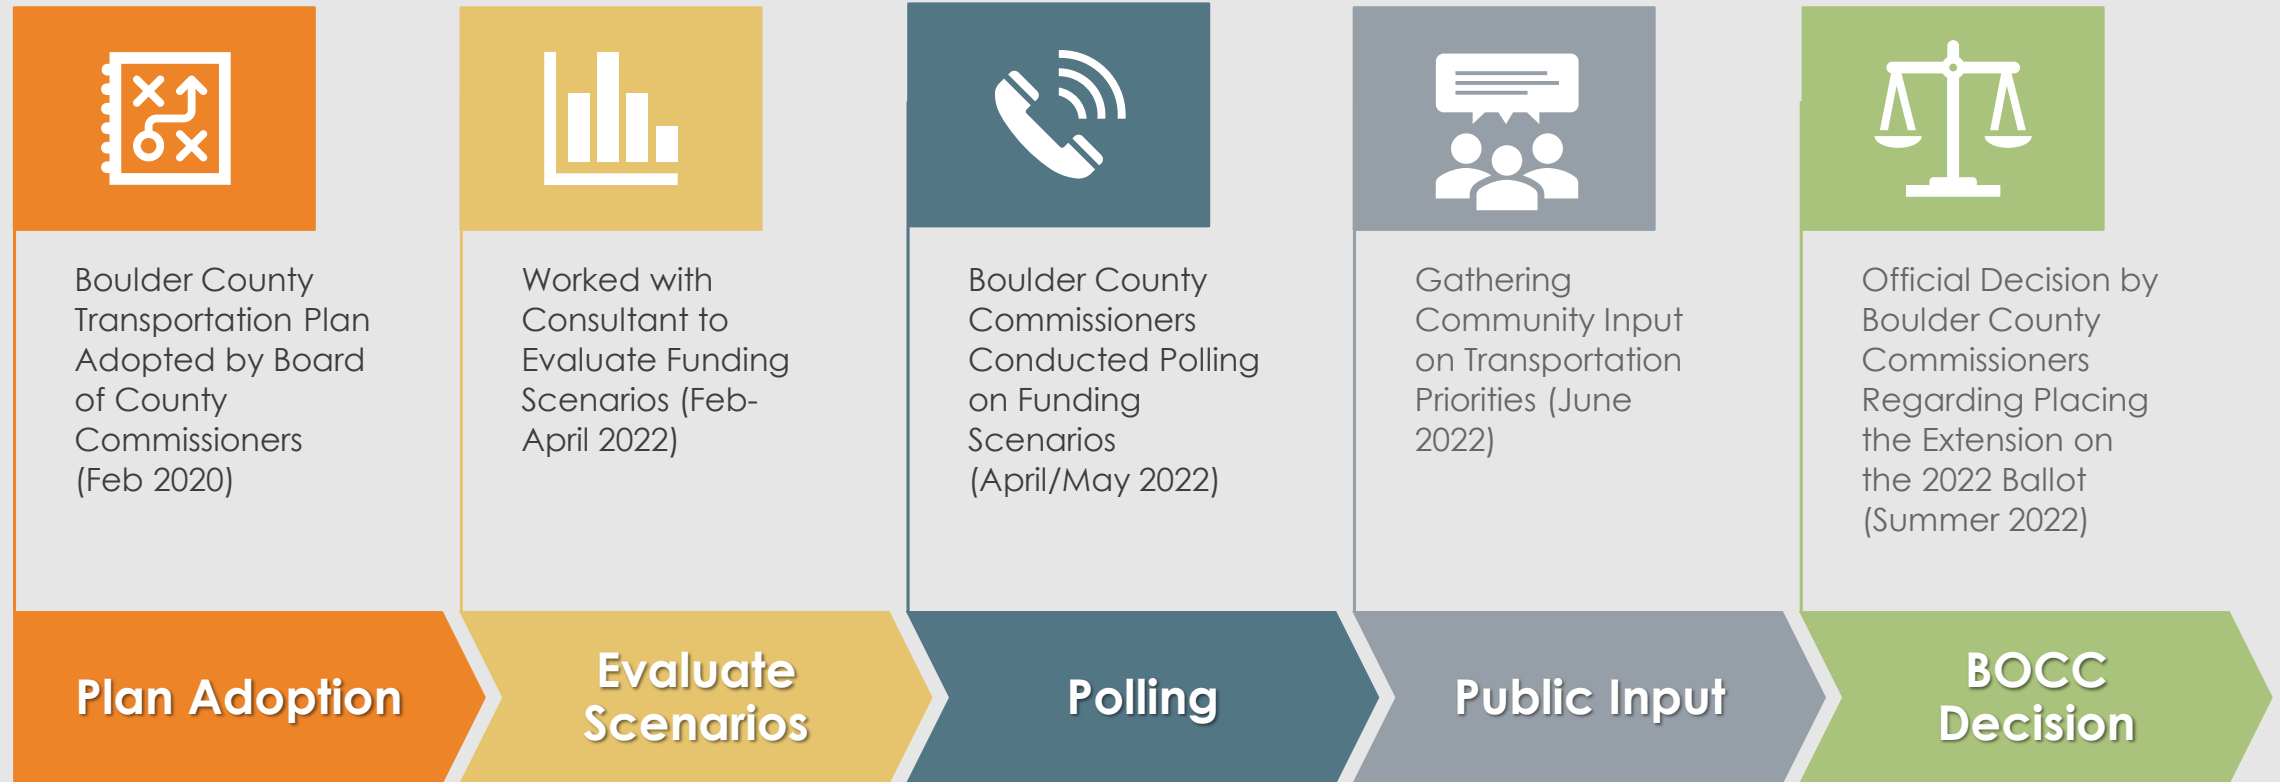 Boulder County
Transportation Plan
Adopted by Board
of County
Commissioners
(Feb 2020)
Worked with
Consultant to
Evaluate Funding
Scenarios (Feb-
April 2022)
Boulder County
Commissioners
Conducted Polling
on Funding
Scenarios
(April/May 2022)
Gathering
Community Input
on Transportation
Priorities (June
2022)
Official Decision by
Boulder County
Commissioners
Regarding Placing
the Extension on
the 2022 Ballot
(Summer 2022)
Plan Adoption
Evaluate
Scenarios
Polling
Public Input
BOCC
Decision